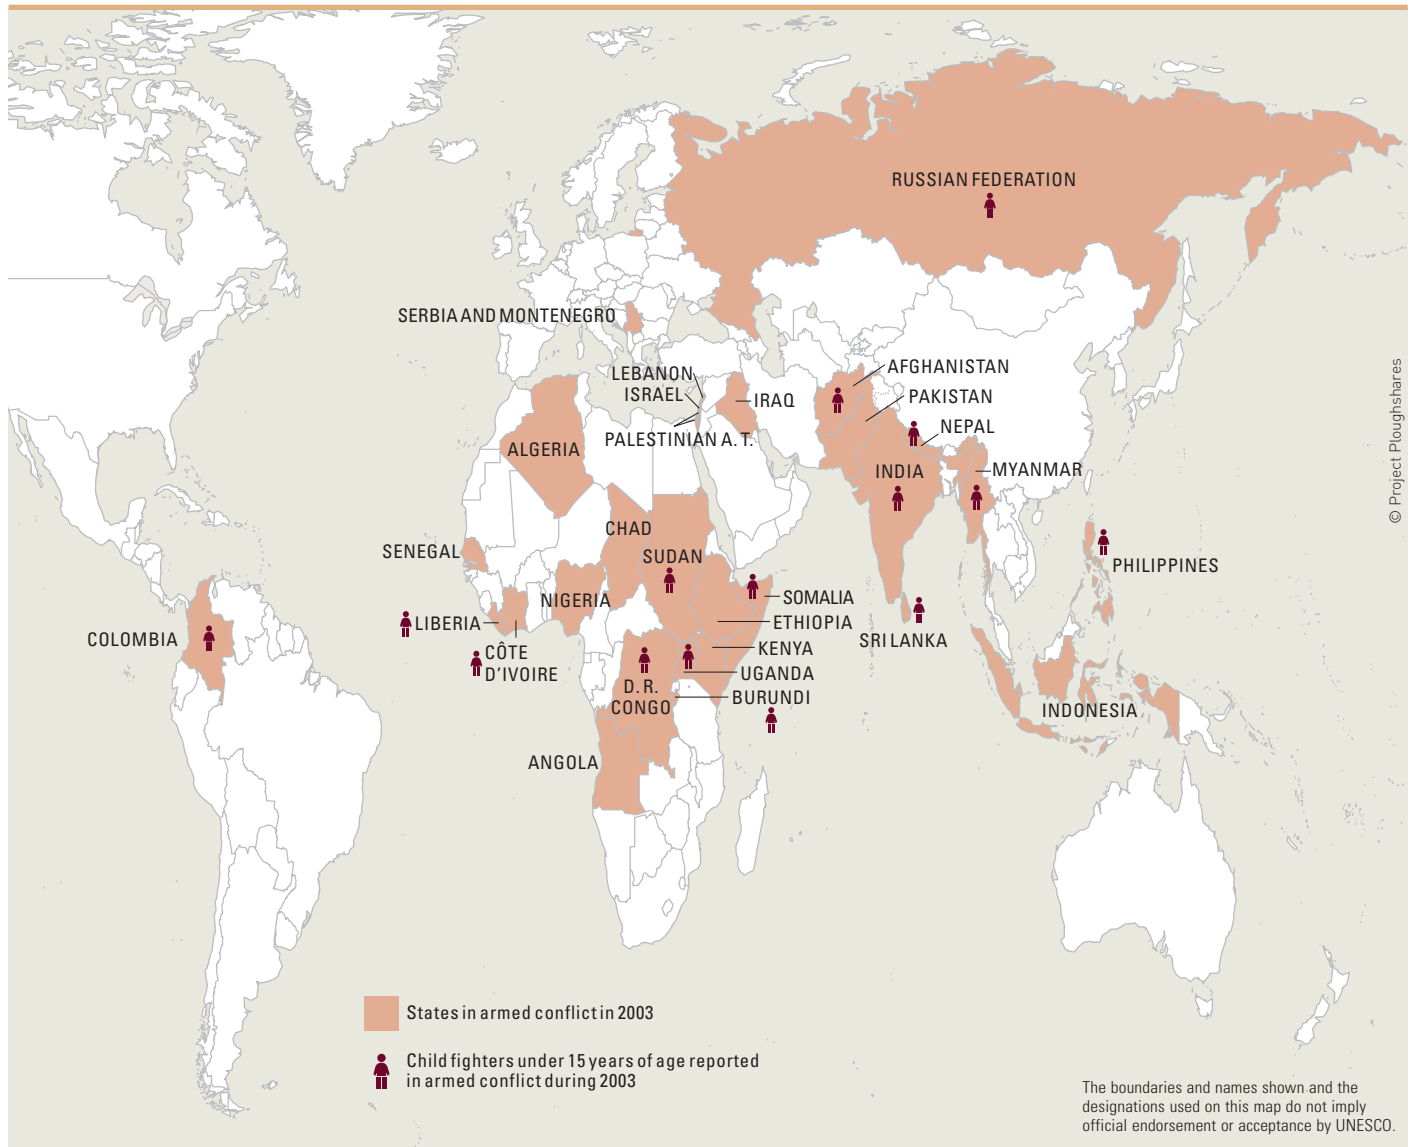 RUSSIAN FEDERATION
SERBIA AND MONTENEGRO
LEBANON
ISRAEL
PALESTINIAN A. T.
IRAQ
AFGHANISTAN
PAKISTAN
NEPAL
ALGERIA
INDIA
MYANMAR
CHAD
SENEGAL
SUDAN
PHILIPPINES
NIGERIA
SOMALIA
LIBERIA
ETHIOPIA
COLOMBIA
SRI LANKA
KENYA
CÔTE
D'IVOIRE
UGANDA
D. R.
CONGO
BURUNDI
INDONESIA
ANGOLA
© Project Ploughshares
States in armed conflict in 2003
Child fighters under 15 years of age reported
in armed conflict during 2003
The boundaries and names shown and the
designations used on this map do not imply
official endorsement or acceptance by UNESCO.